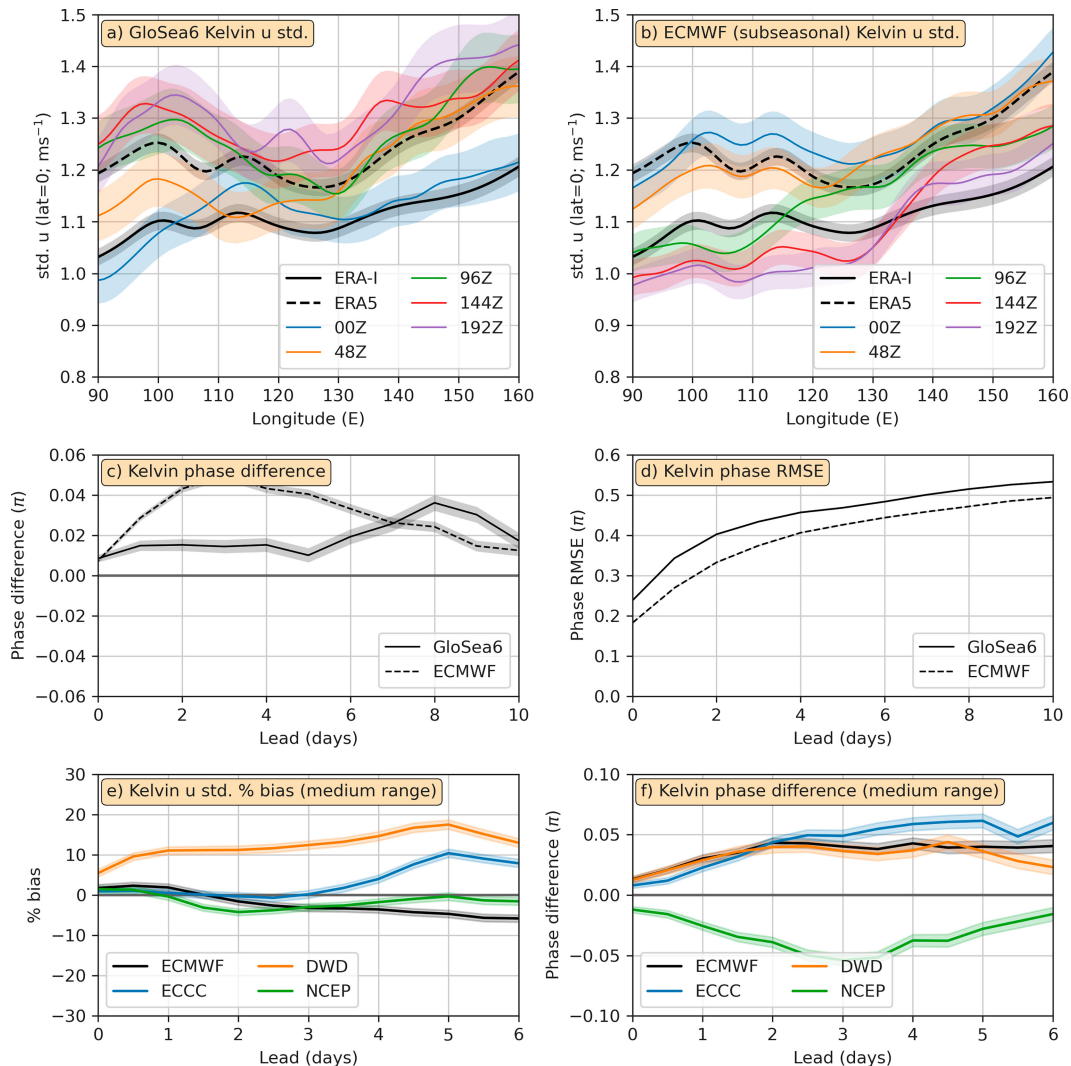 a) GloSea6 Kelvin u std.
std. u (lat=0; ms⁻¹)
1.5
1.4
1.3
1.2
1.1
1.0
0.9
0.8
ERA-I
ERA5
00Z
48Z
96Z
144Z
192Z
90 100 110 120 130 140 150 160
Longitude (E)
b) ECMWF (subseasonal) Kelvin u std.
std. u ((lat=0; ms⁻¹)
1.5
1.4
1.3
1.2
1.1
1.0
0.9
0.8
ERA-I
ERA5
00Z
48Z
96Z
144Z
192Z
90 100 110 120 130 140 150 160
Longitude (E)
c) Kelvin phase difference
Phase difference (π)
0.06
0.04
0.02
0.00
−0.02
−0.04
−0.06
GloSea6
ECMWF
0 2 4 6 8 10
Lead (days)
d) Kelvin phase RMSE
Phase RMSE (π)
0.6
0.5
0.4
0.3
0.2
0.1
0.0
GloSea6
ECMWF
0 2 4 6 8 10
Lead (days)
e) Kelvin u std. % bias (medium range)
% bias
30
20
10
0
−10
−20
−30
ECMWF
ECCC
DWD
NCEP
0 1 2 3 4 5 6
Lead (days)
f) Kelvin phase difference (medium range)
Phase difference (π)
0.10
0.05
0.00
−0.05
−0.10
ECMWF
ECCC
DWD
NCEP
0 1 2 3 4 5 6
Lead (days)